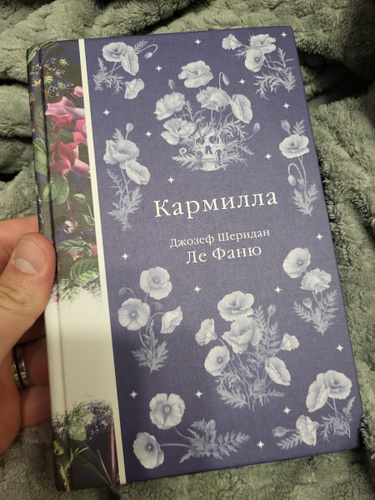 Кармилла
Джозеф Шеридан
Ле Фаню